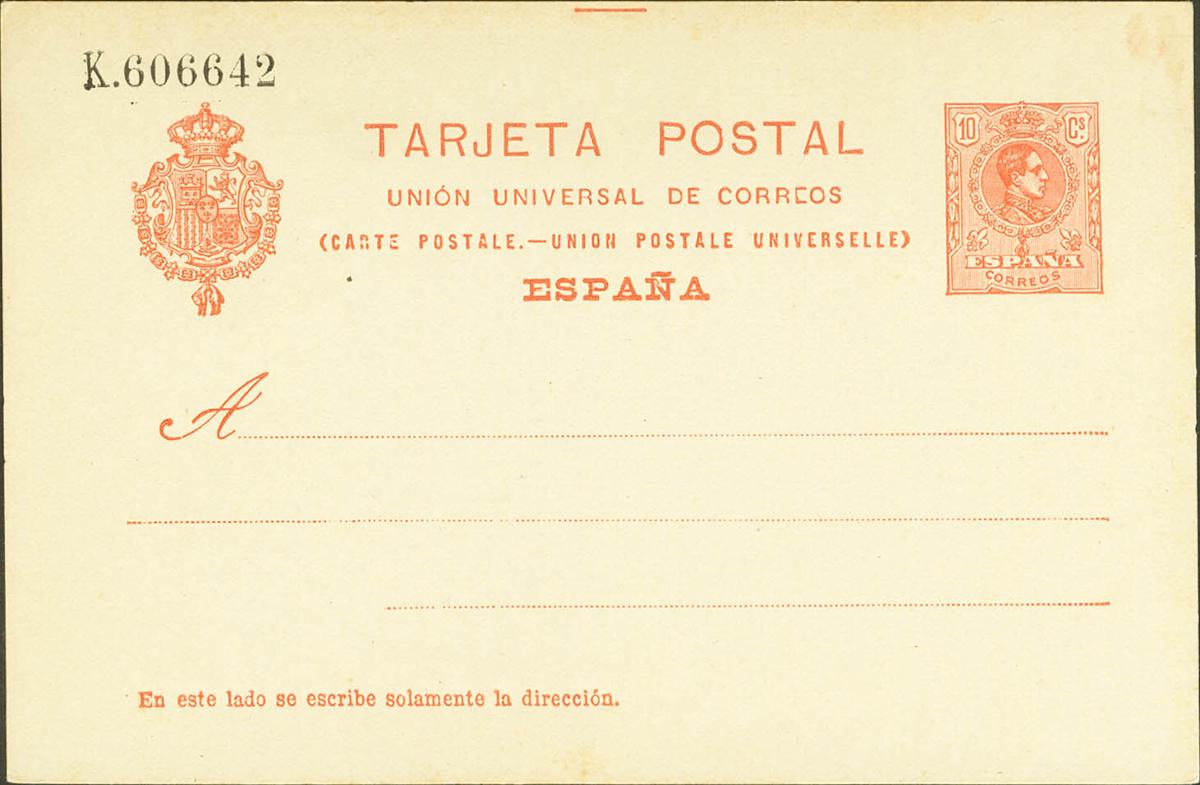 K.606642
TARJETA POSTAL
UNIÓN UNIVERSAL DE CORREOS
(CARTE POSTALE.—UNION POSTALE UNIVERSELLE)
ESPAÑA
10 Cs.
ESPAÑA
CORREOS
A
En este lado se escribe solamente la dirección.